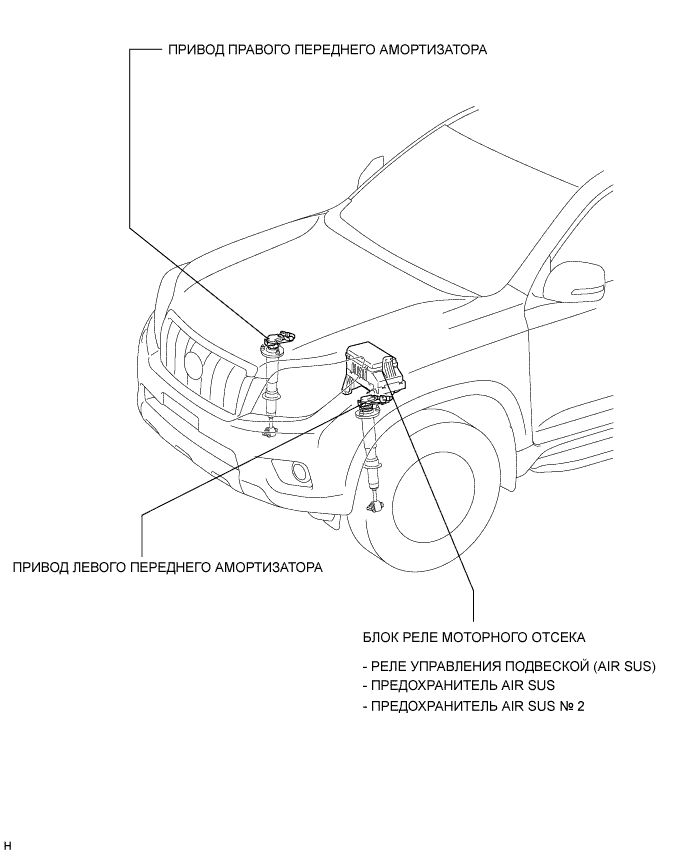 ПРИВОД ПРАВОГО ПЕРЕДНЕГО АМОРТИЗАТОРА
ПРИВОД ЛЕВОГО ПЕРЕДНЕГО АМОРТИЗАТОРА
БЛОК РЕЛЕ МОТОРНОГО ОТСЕКА
- РЕЛЕ УПРАВЛЕНИЯ ПОДВЕСКОЙ (AIR SUS)
- ПРЕДОХРАНИТЕЛЬ AIR SUS
- ПРЕДОХРАНИТЕЛЬ AIR SUS № 2
H